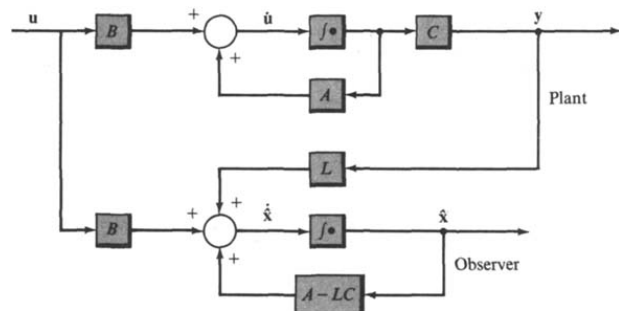 u
B
+
+
u̇
∫•
C
y
A
Plant
L
+
B
+
+
x̂̇
∫•
x̂
Observer
A – LC